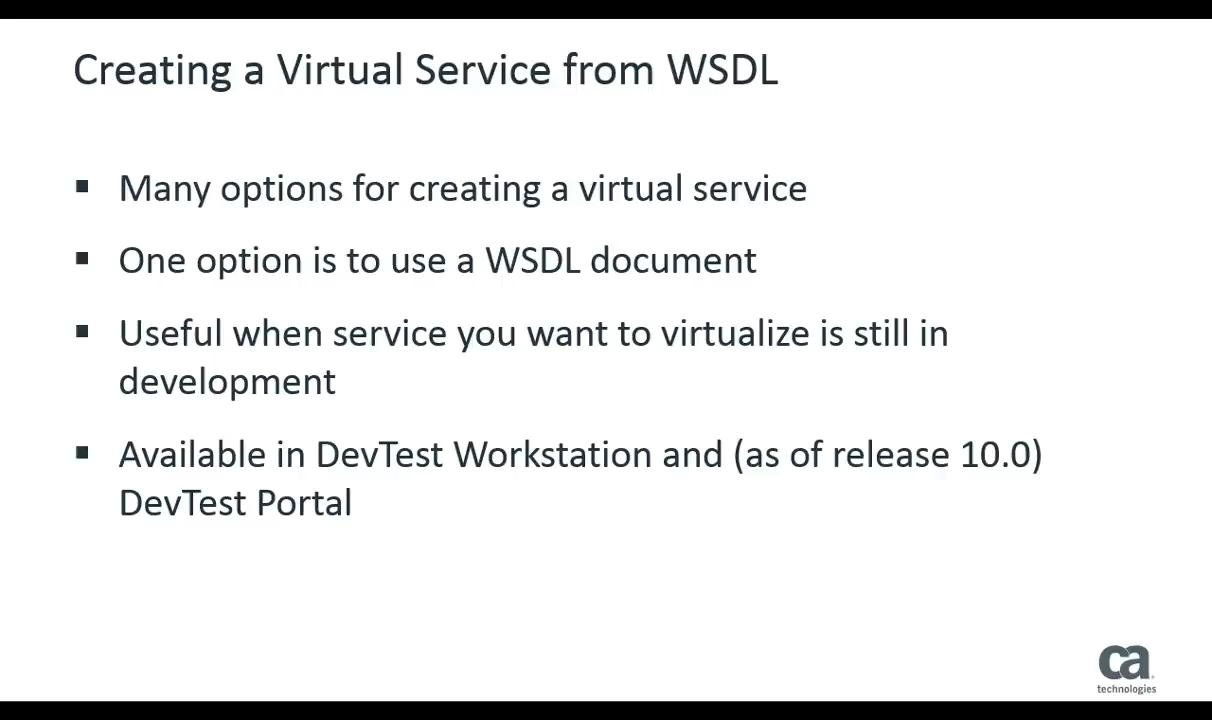 Creating a Virtual Service from WSDL
▪ Many options for creating a virtual service
▪ One option is to use a WSDL document
▪ Useful when service you want to virtualize is still in
development
▪ Available in DevTest Workstation and (as of release 10.0)
DevTest Portal
ca
technologies